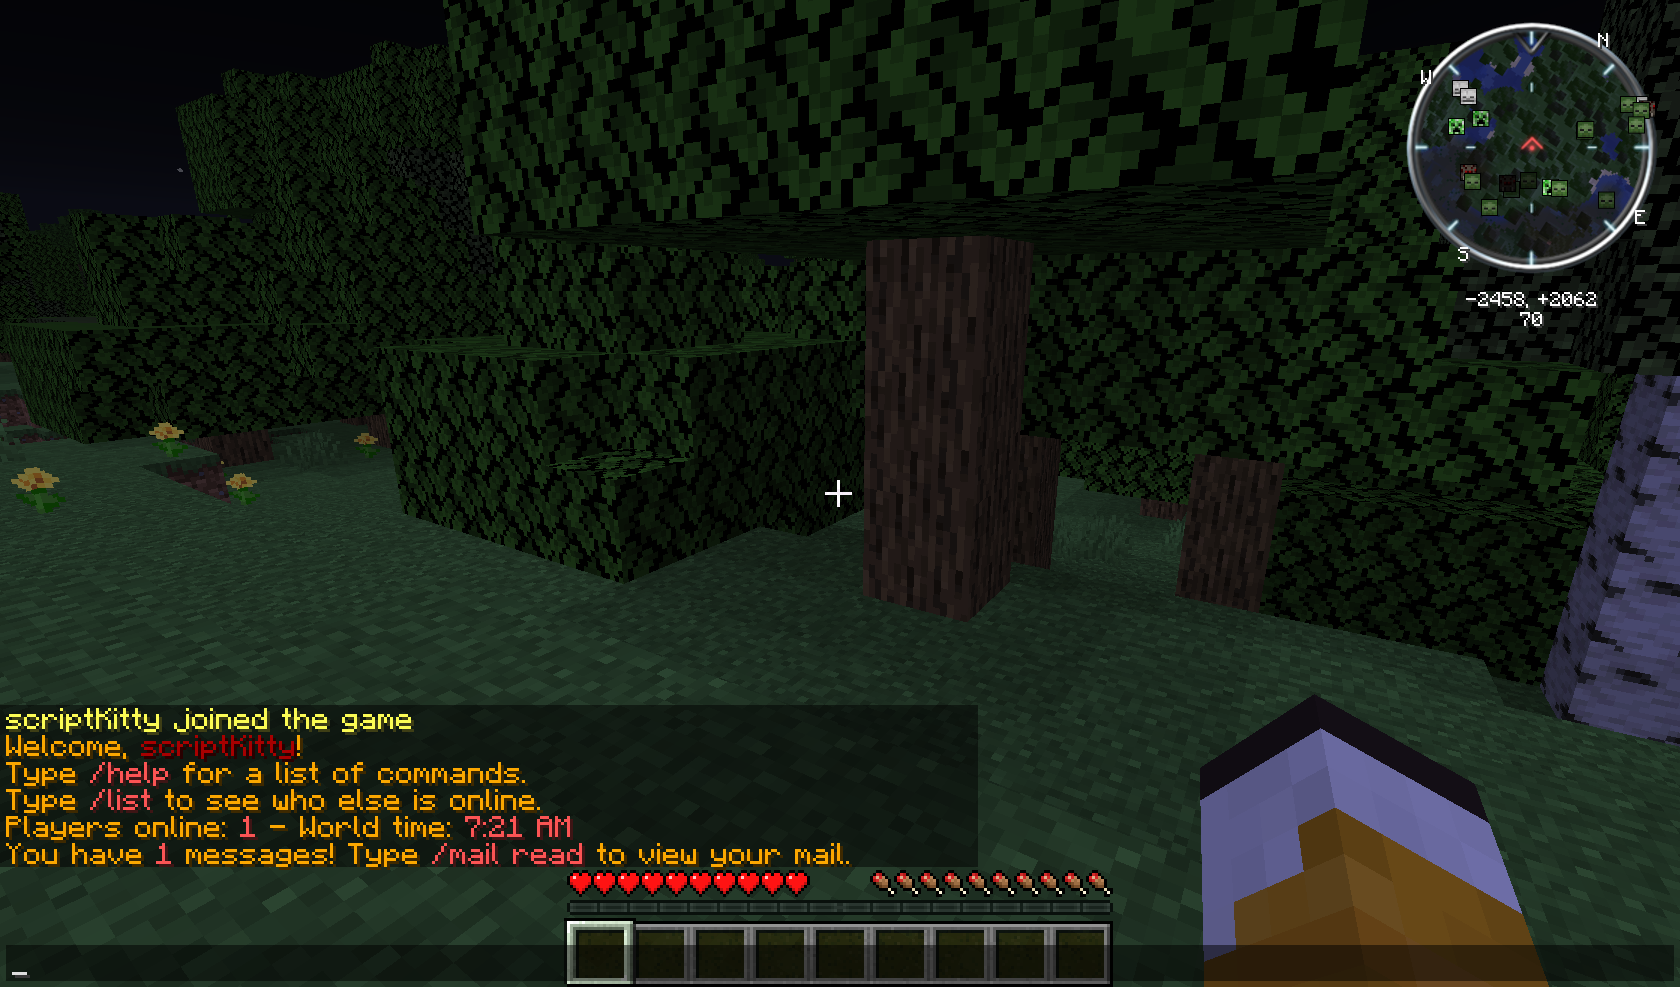 N
W
E
S
-2458, +2062
70
scriptKitty joined the game
Welcome, scriptKitty!
Type /help for a list of commands.
Type /list to see who else is online.
Players online: 1 - World time: 7:21 AM
You have 1 messages! Type /mail read to view your mail.
_